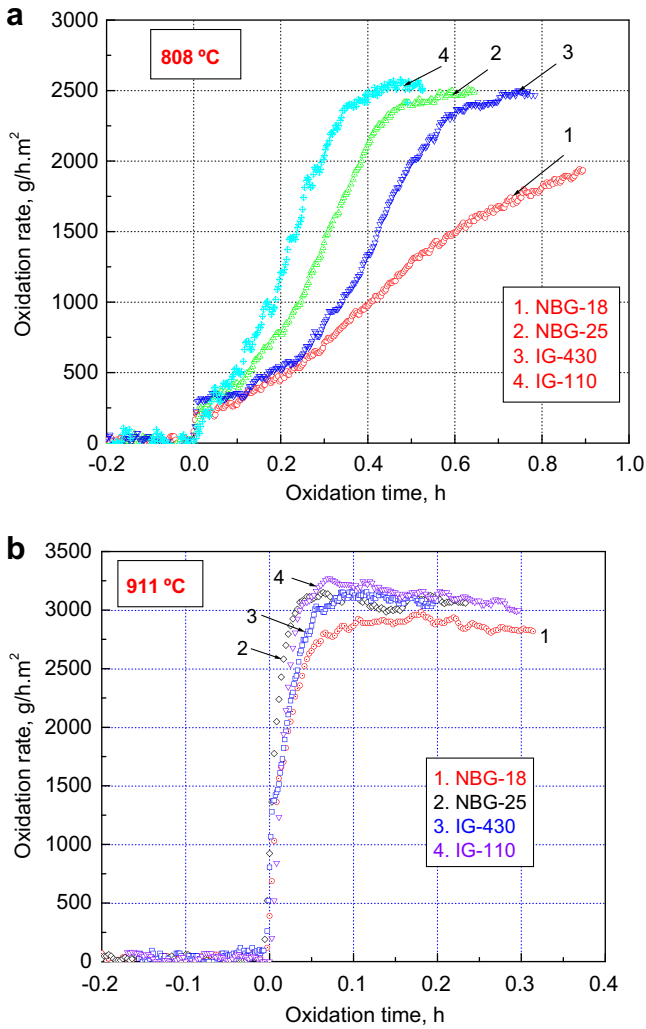 a
808 ºC
4
2
3
1
3000
2500
2000
1500
1000
500
0
Oxidation rate, g/h.m²
1. NBG-18
2. NBG-25
3. IG-430
4. IG-110
-0.2
0.0
0.2
0.4
0.6
0.8
1.0
Oxidation time, h
b
911 ºC
3500
3000
2500
2000
1500
1000
500
0
Oxidation rate, g/h.m²
4
3
2
1
1. NBG-18
2. NBG-25
3. IG-430
4. IG-110
-0.2
-0.1
0.0
0.1
0.2
0.3
0.4
Oxidation time, h